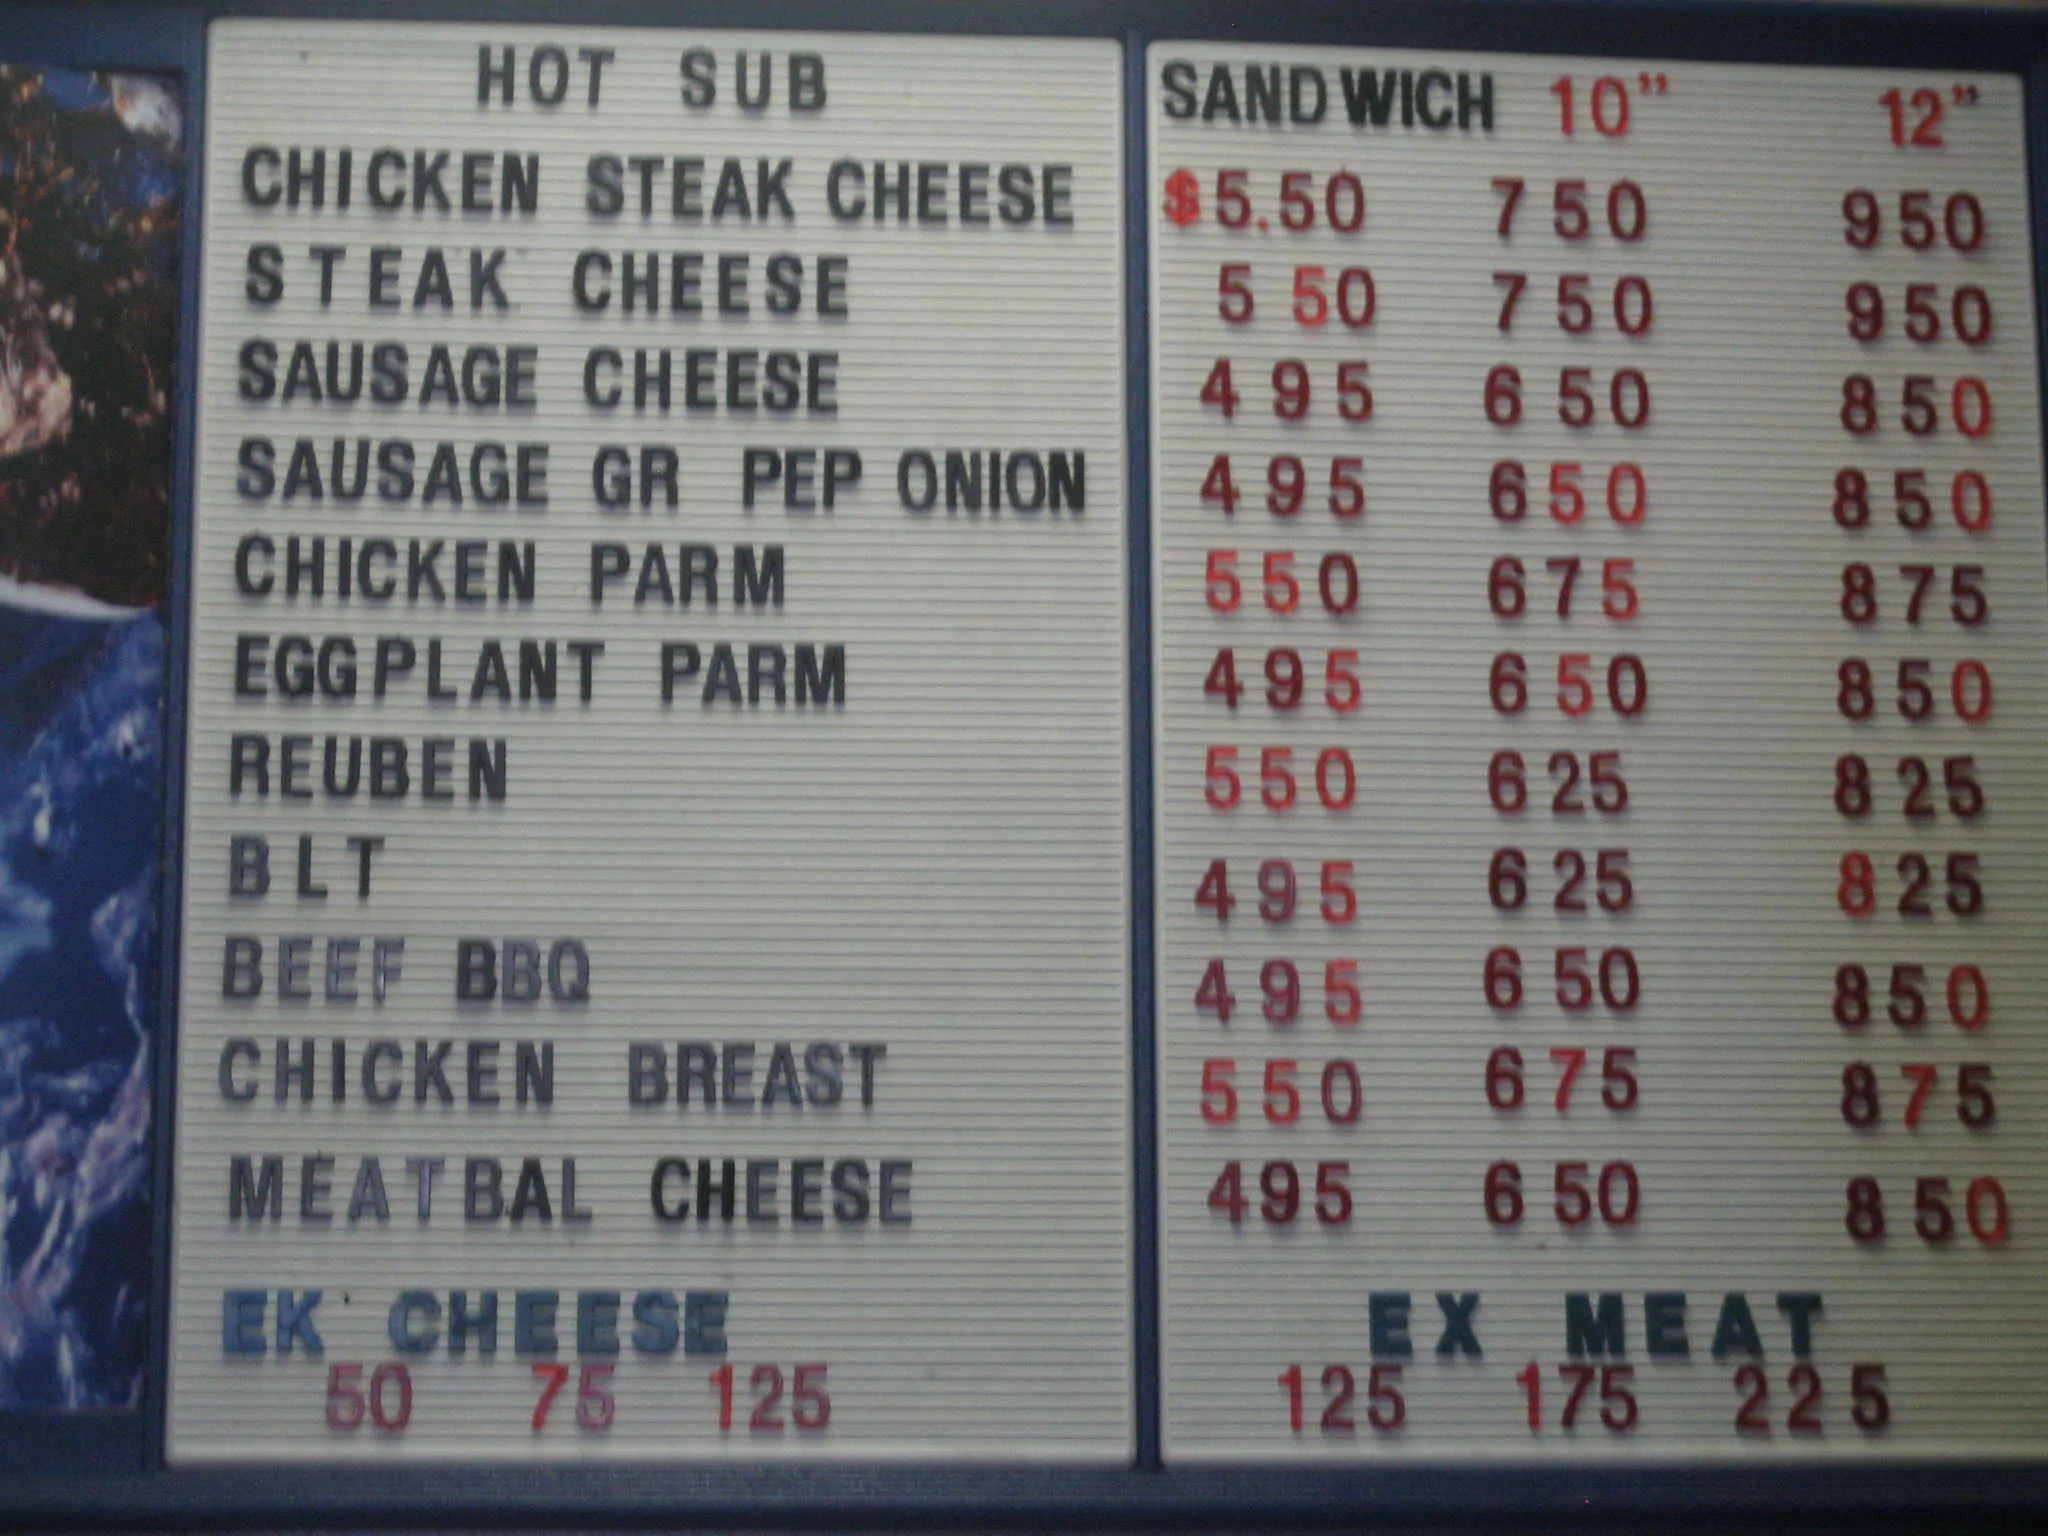 HOT SUB SANDWICH 10" 12"
CHICKEN STEAK CHEESE $5.50 750 950
STEAK CHEESE 5 50 750 950
SAUSAGE CHEESE 495 650 850
SAUSAGE GR PEP ONION 495 650 850
CHICKEN PARM 550 675 875
EGGPLANT PARM 495 650 850
REUBEN 550 625 825
BLT 495 625 825
BEEF BBQ 495 650 850
CHICKEN BREAST 550 675 875
MEATBAL CHEESE 495 650 850
EK CHEESE EX MEAT
50 75 125 125 175 225